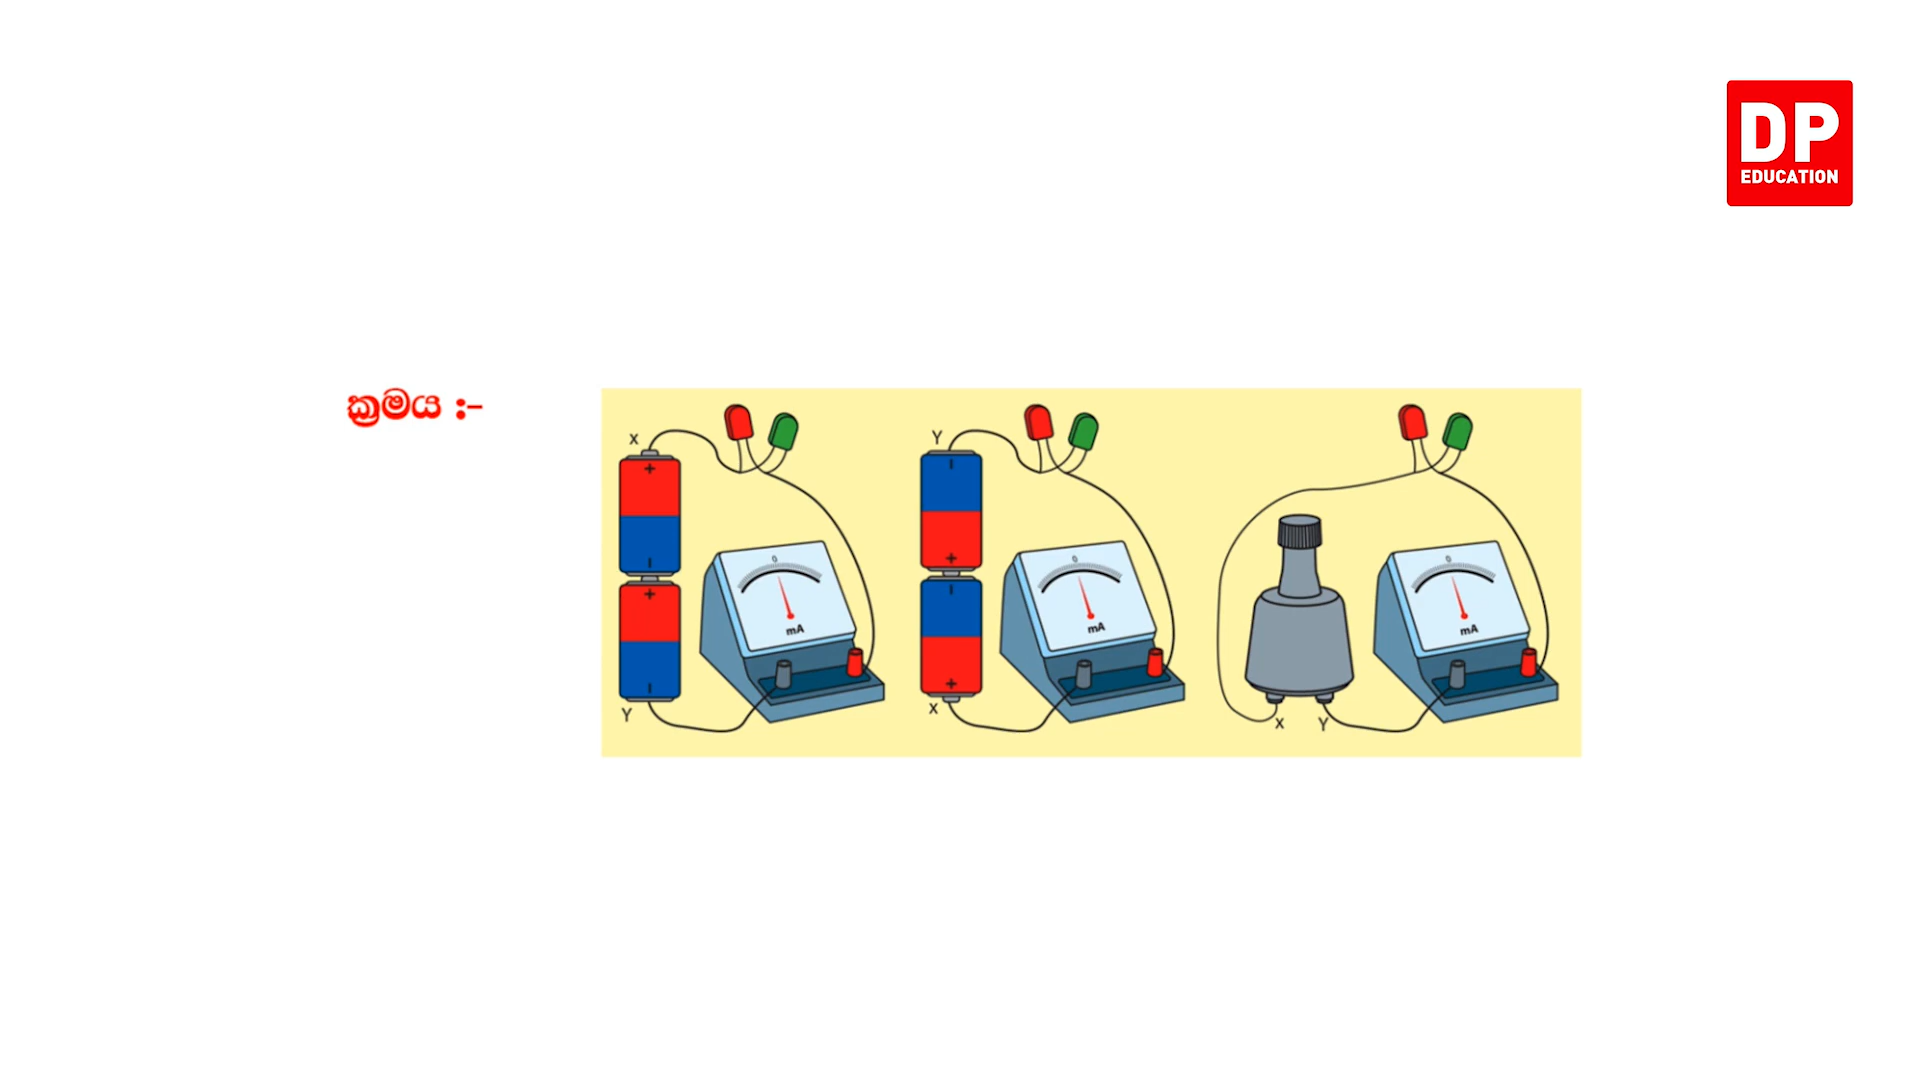 DP
EDUCATION
ක්‍රමය :-
X
+
-
+
-
Y
0
mA
Y
-
+
-
+
X
0
mA
X
Y
0
mA